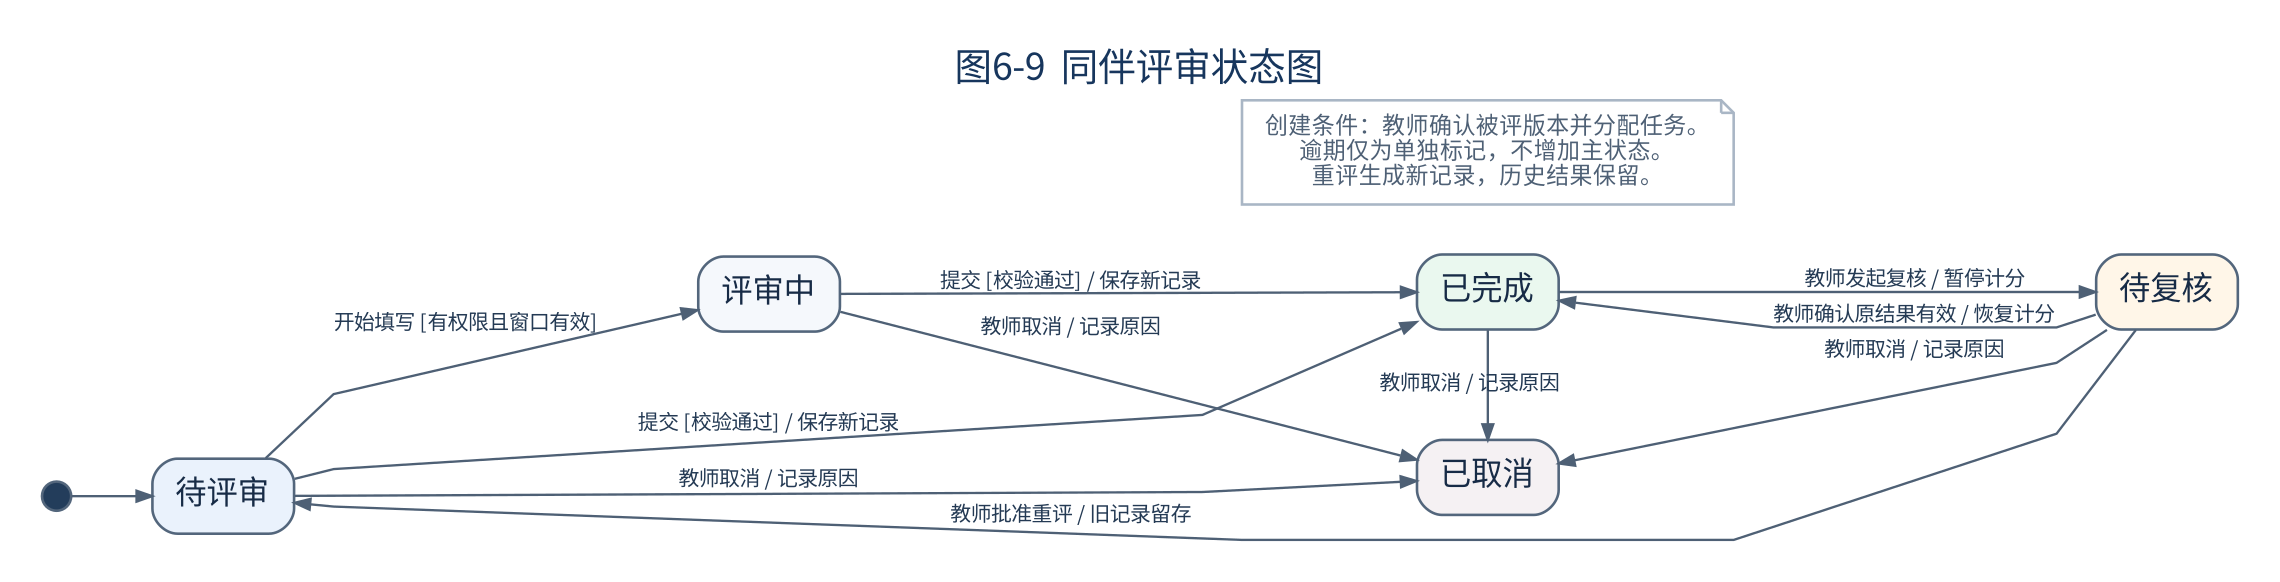 图6-9 同伴评审状态图
创建条件：教师确认被评版本并分配任务。
逾期仅为单独标记，不增加主状态。
重评生成新记录，历史结果保留。
评审中
提交 [校验通过] / 保存新记录
已完成
教师发起复核 / 暂停计分
待复核
教师确认原结果有效 / 恢复计分
开始填写 [有权限且窗口有效]
教师取消 / 记录原因
教师取消 / 记录原因
教师取消 / 记录原因
提交 [校验通过] / 保存新记录
待评审
教师取消 / 记录原因
已取消
教师批准重评 / 旧记录留存